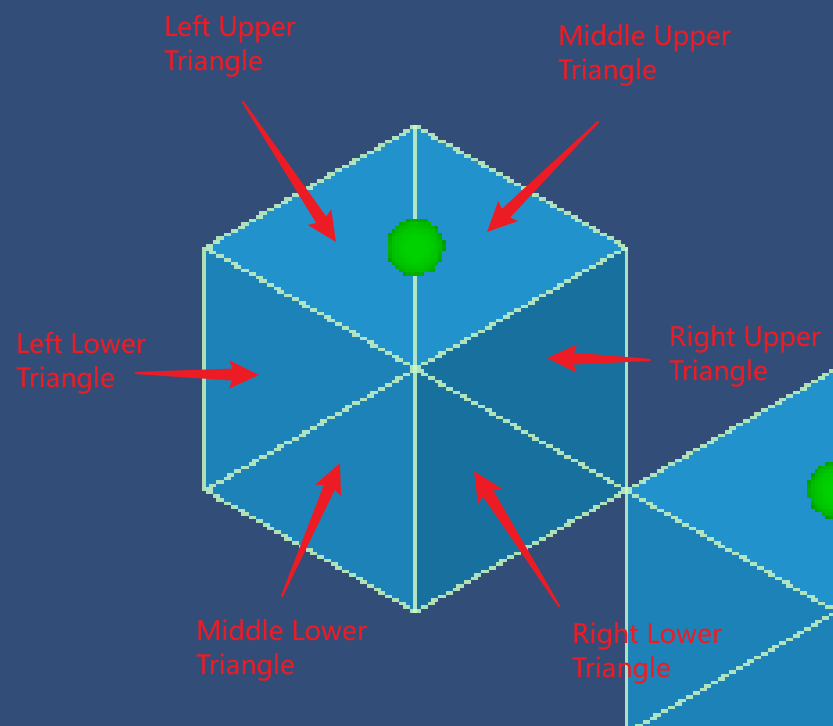 Left Upper
Triangle
Middle Upper
Triangle
Left Lower
Triangle
Right Upper
Triangle
Middle Lower
Triangle
Right Lower
Triangle